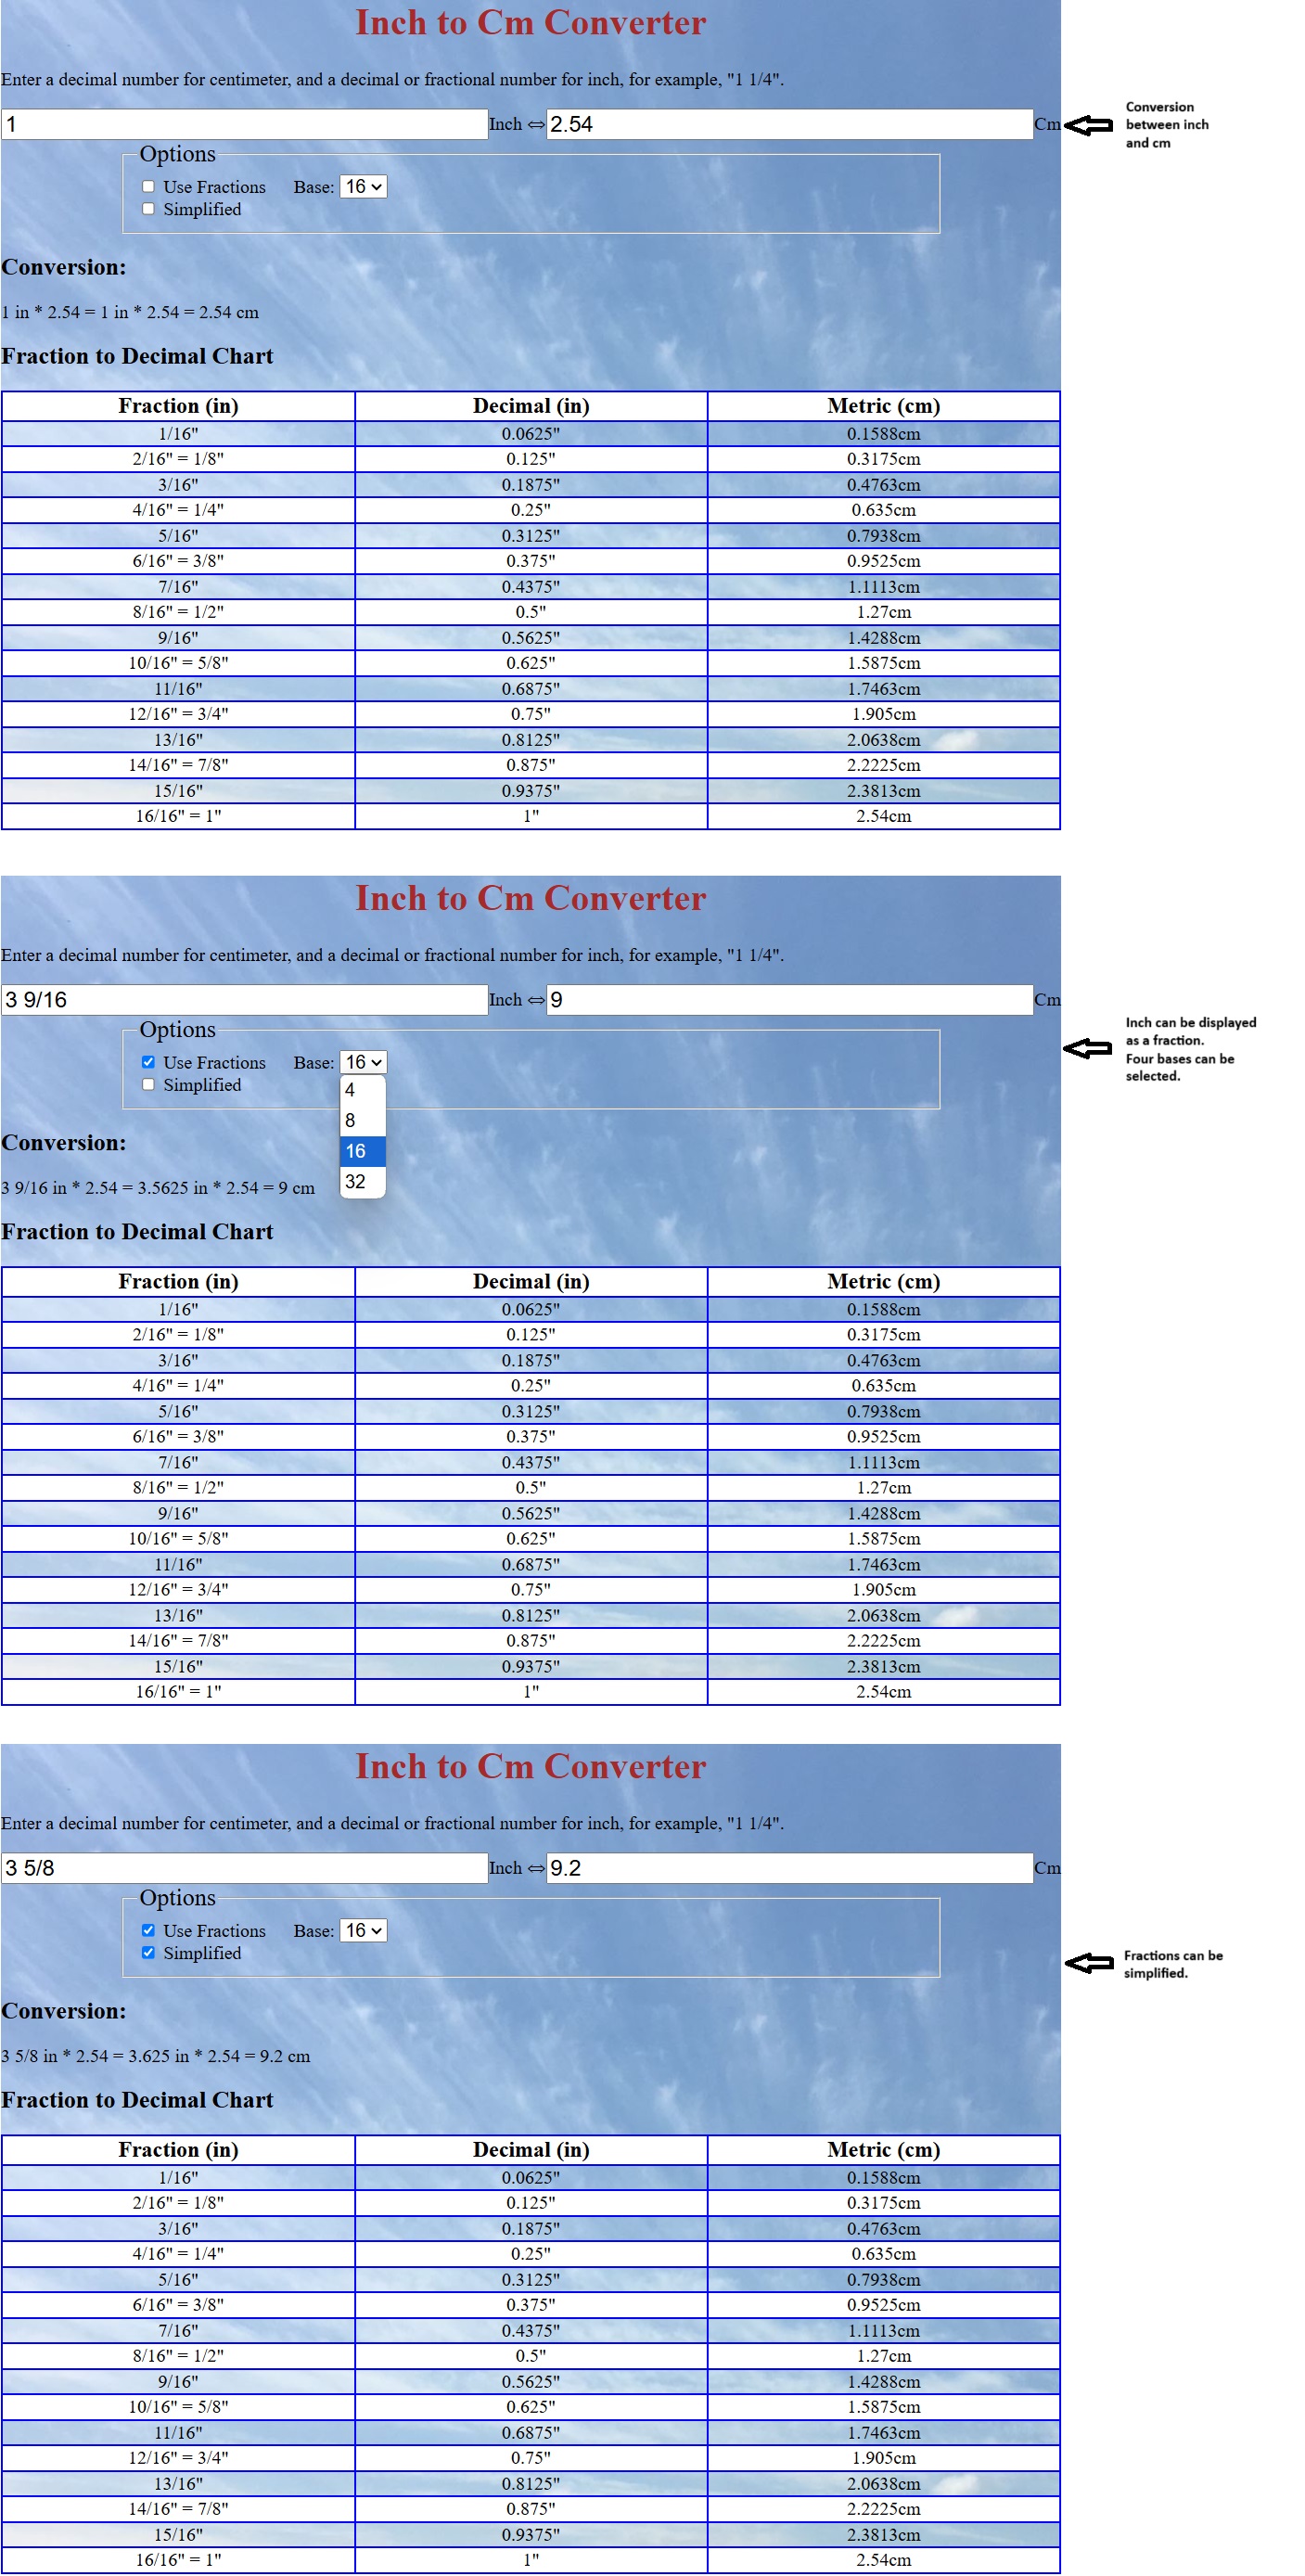 Inch to Cm Converter
Enter a decimal number for centimeter, and a decimal or fractional number for inch, for example, "1 1/4".
1 Inch ⇔ 2.54 Cm
Conversion
between inch
and cm
Options
Use Fractions Base: 16
Simplified
Conversion:
1 in * 2.54 = 1 in * 2.54 = 2.54 cm
Fraction to Decimal Chart
Fraction (in) Decimal (in) Metric (cm)
1/16" 0.0625" 0.1588cm
2/16" = 1/8" 0.125" 0.3175cm
3/16" 0.1875" 0.4763cm
4/16" = 1/4" 0.25" 0.635cm
5/16" 0.3125" 0.7938cm
6/16" = 3/8" 0.375" 0.9525cm
7/16" 0.4375" 1.1113cm
8/16" = 1/2" 0.5" 1.27cm
9/16" 0.5625" 1.4288cm
10/16" = 5/8" 0.625" 1.5875cm
11/16" 0.6875" 1.7463cm
12/16" = 3/4" 0.75" 1.905cm
13/16" 0.8125" 2.0638cm
14/16" = 7/8" 0.875" 2.2225cm
15/16" 0.9375" 2.3813cm
16/16" = 1" 1" 2.54cm
Inch to Cm Converter
Enter a decimal number for centimeter, and a decimal or fractional number for inch, for example, "1 1/4".
3 9/16 Inch ⇔ 9 Cm
Inch can be displayed
as a fraction.
Four bases can be
selected.
Options
Use Fractions Base: 16
Simplified
4
8
16
32
Conversion:
3 9/16 in * 2.54 = 3.5625 in * 2.54 = 9 cm
Fraction to Decimal Chart
Fraction (in) Decimal (in) Metric (cm)
1/16" 0.0625" 0.1588cm
2/16" = 1/8" 0.125" 0.3175cm
3/16" 0.1875" 0.4763cm
4/16" = 1/4" 0.25" 0.635cm
5/16" 0.3125" 0.7938cm
6/16" = 3/8" 0.375" 0.9525cm
7/16" 0.4375" 1.1113cm
8/16" = 1/2" 0.5" 1.27cm
9/16" 0.5625" 1.4288cm
10/16" = 5/8" 0.625" 1.5875cm
11/16" 0.6875" 1.7463cm
12/16" = 3/4" 0.75" 1.905cm
13/16" 0.8125" 2.0638cm
14/16" = 7/8" 0.875" 2.2225cm
15/16" 0.9375" 2.3813cm
16/16" = 1" 1" 2.54cm
Inch to Cm Converter
Enter a decimal number for centimeter, and a decimal or fractional number for inch, for example, "1 1/4".
3 5/8 Inch ⇔ 9.2 Cm
Options
Use Fractions Base: 16
Simplified
Fractions can be
simplified.
Conversion:
3 5/8 in * 2.54 = 3.625 in * 2.54 = 9.2 cm
Fraction to Decimal Chart
Fraction (in) Decimal (in) Metric (cm)
1/16" 0.0625" 0.1588cm
2/16" = 1/8" 0.125" 0.3175cm
3/16" 0.1875" 0.4763cm
4/16" = 1/4" 0.25" 0.635cm
5/16" 0.3125" 0.7938cm
6/16" = 3/8" 0.375" 0.9525cm
7/16" 0.4375" 1.1113cm
8/16" = 1/2" 0.5" 1.27cm
9/16" 0.5625" 1.4288cm
10/16" = 5/8" 0.625" 1.5875cm
11/16" 0.6875" 1.7463cm
12/16" = 3/4" 0.75" 1.905cm
13/16" 0.8125" 2.0638cm
14/16" = 7/8" 0.875" 2.2225cm
15/16" 0.9375" 2.3813cm
16/16" = 1" 1" 2.54cm